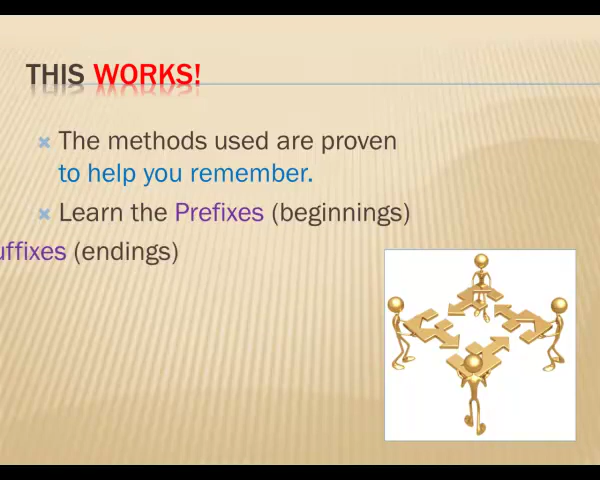 THIS WORKS!
The methods used are proven
to help you remember.
Learn the Prefixes (beginnings)
uffixes (endings)